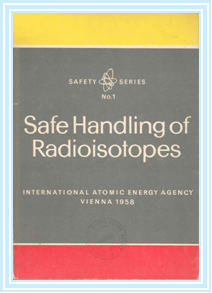 SAFETY SERIES
No.1
Safe Handling of
Radioisotopes
INTERNATIONAL ATOMIC ENERGY AGENCY
VIENNA 1958